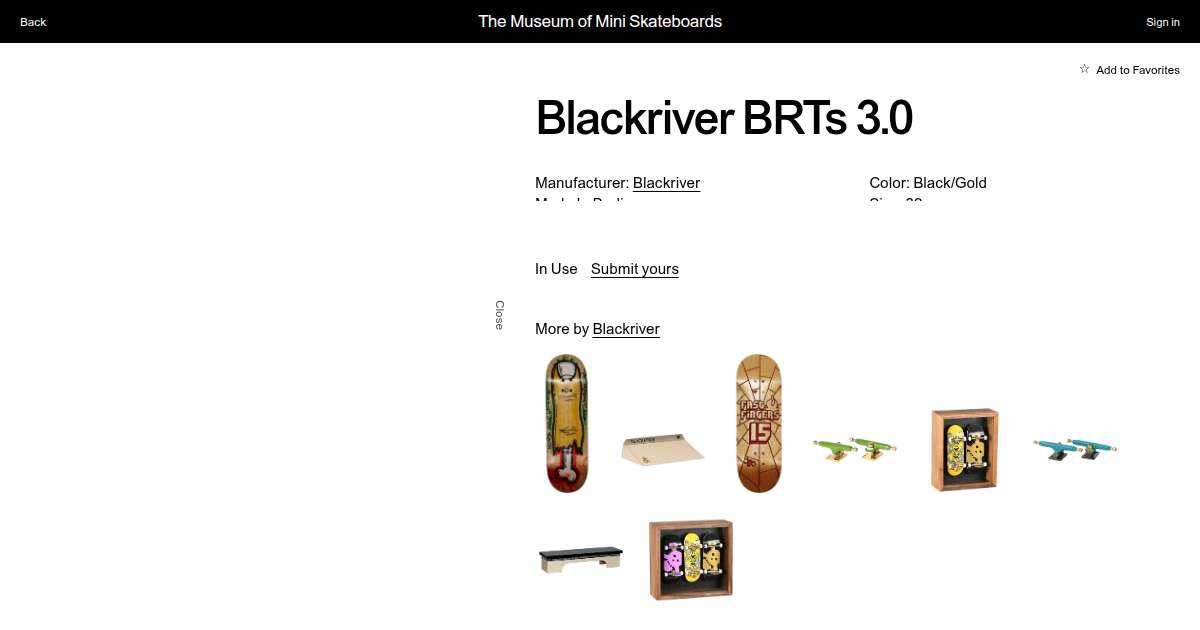 Back
The Museum of Mini Skateboards
Sign in
☆ Add to Favorites
Blackriver BRTs 3.0
Manufacturer: Blackriver
Color: Black/Gold
In Use
Submit yours
Close
More by Blackriver
FAST
FINGERS
15